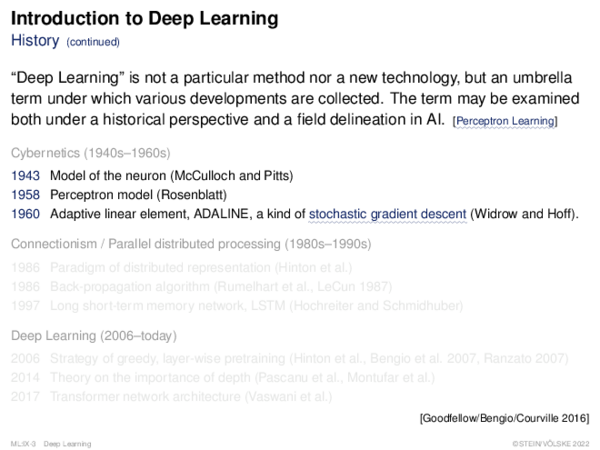 Introduction to Deep Learning
History (continued)
“Deep Learning” is not a particular method nor a new technology, but an umbrella
term under which various developments are collected. The term may be examined
both under a historical perspective and a field delineation in AI. [Perceptron Learning]
Cybernetics (1940s–1960s)
1943 Model of the neuron (McCulloch and Pitts)
1958 Perceptron model (Rosenblatt)
1960 Adaptive linear element, ADALINE, a kind of stochastic gradient descent (Widrow and Hoff).
Connectionism / Parallel distributed processing (1980s–1990s)
1986 Paradigm of distributed representation (Hinton et al.)
1986 Back-propagation algorithm (Rumelhart et al., LeCun 1987)
1997 Long short-term memory network, LSTM (Hochreiter and Schmidhuber)
Deep Learning (2006–today)
2006 Strategy of greedy, layer-wise pretraining (Hinton et al., Bengio et al. 2007, Ranzato 2007)
2014 Theory on the importance of depth (Pascanu et al., Montufar et al.)
2017 Transformer network architecture (Vaswani et al.)
[Goodfellow/Bengio/Courville 2016]
ML:IX-3 Deep Learning
©STEIN/VÖLSKE 2022